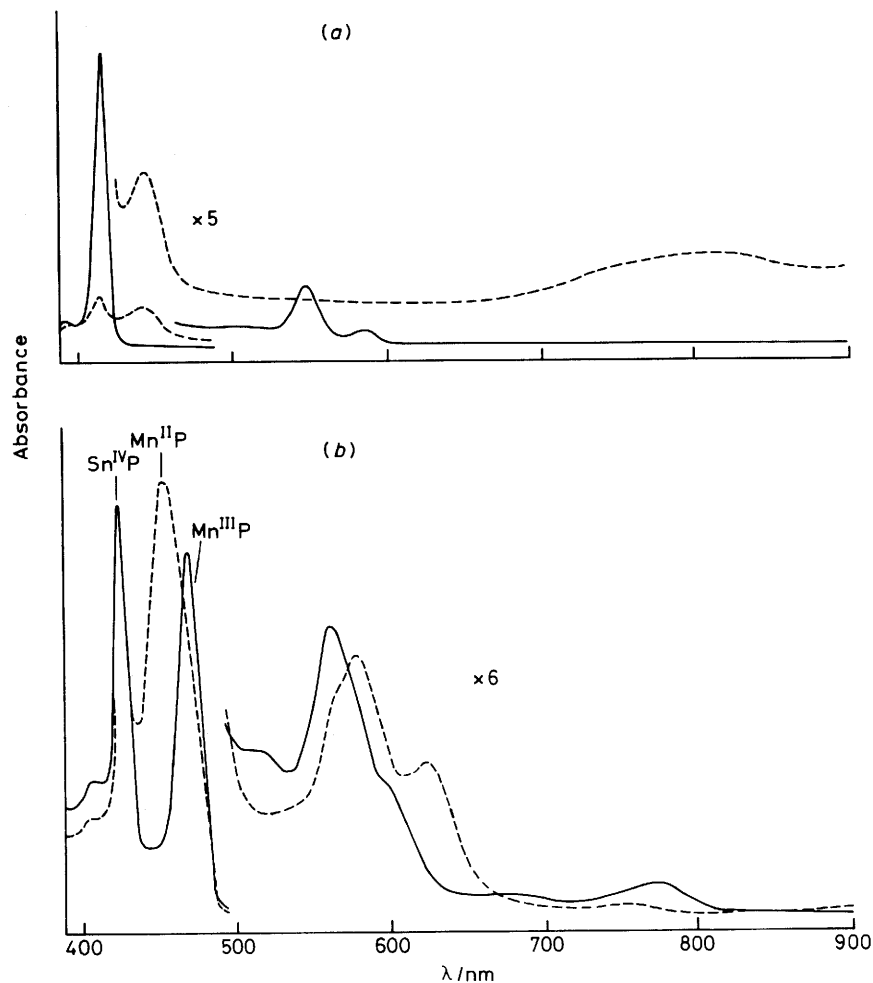 (a)
×5
Absorbance
(b)
Mn^II P
Sn^IV P
Mn^III P
×6
400 500 600 700 800 900
λ/nm